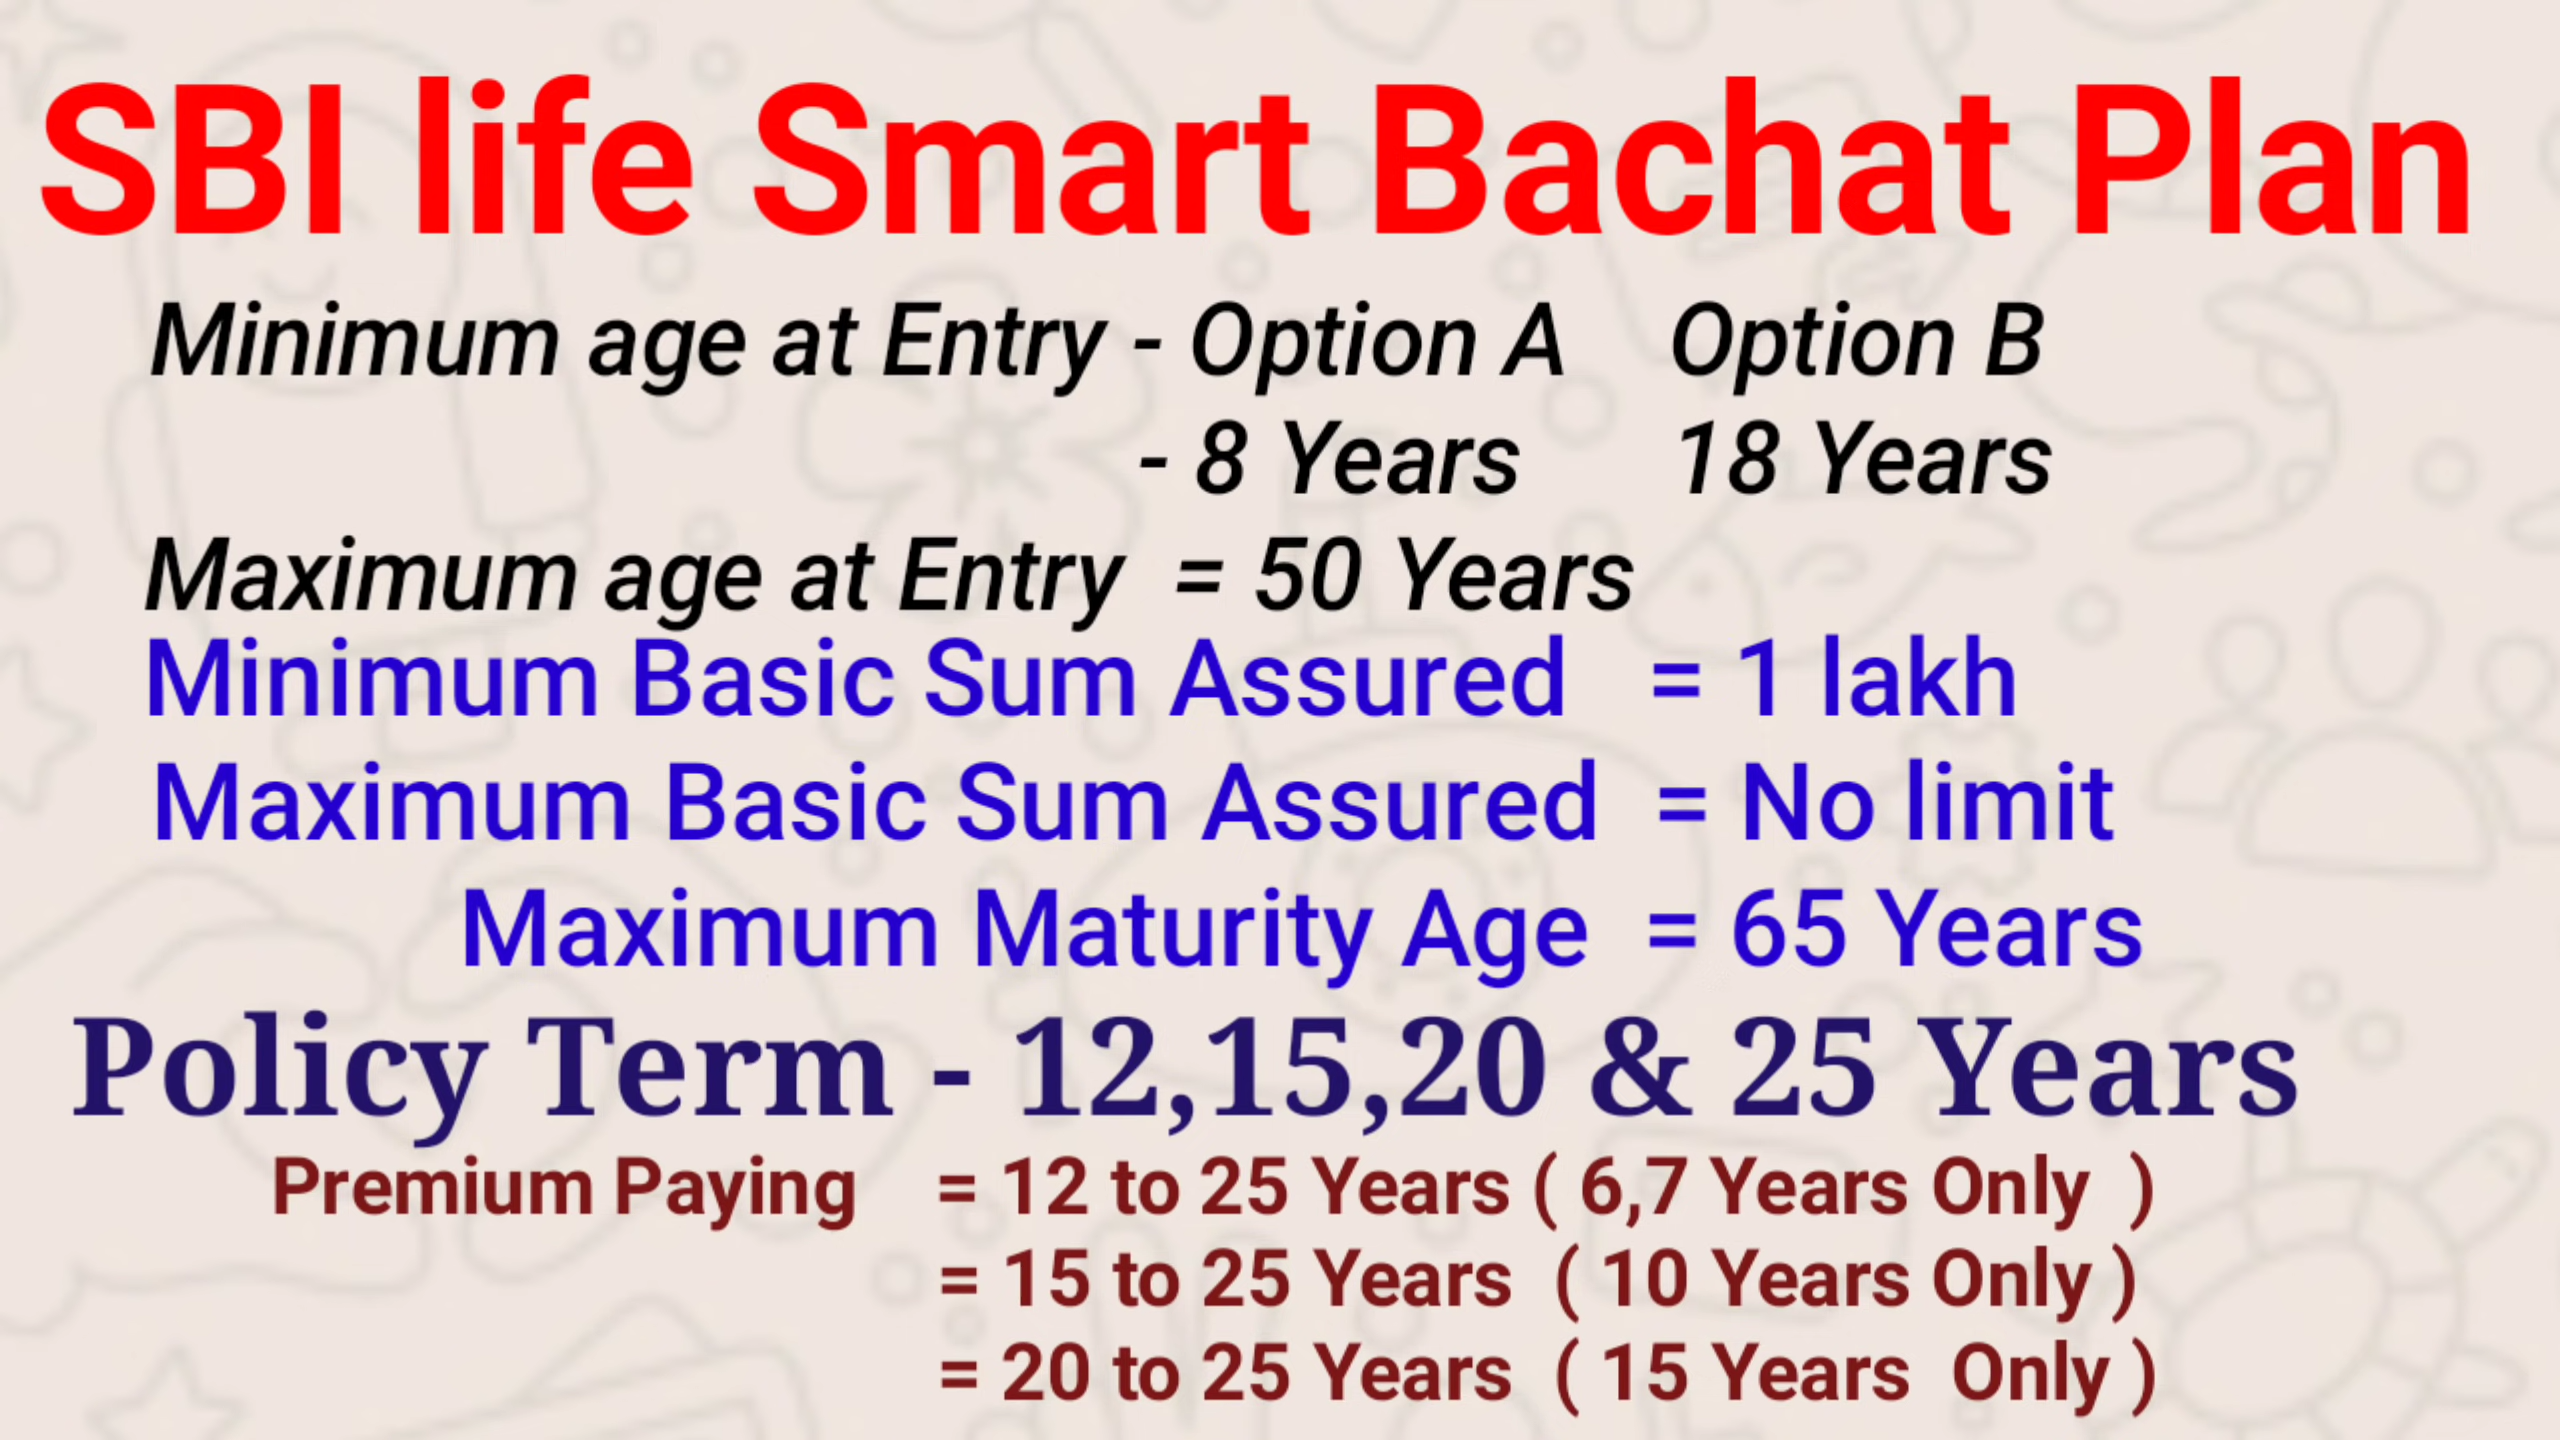 SBI life Smart Bachat Plan
Minimum age at Entry - Option A Option B
- 8 Years 18 Years
Maximum age at Entry = 50 Years
Minimum Basic Sum Assured = 1 lakh
Maximum Basic Sum Assured = No limit
Maximum Maturity Age = 65 Years
Policy Term - 12,15,20 & 25 Years
Premium Paying = 12 to 25 Years ( 6,7 Years Only )
= 15 to 25 Years ( 10 Years Only )
= 20 to 25 Years ( 15 Years Only )